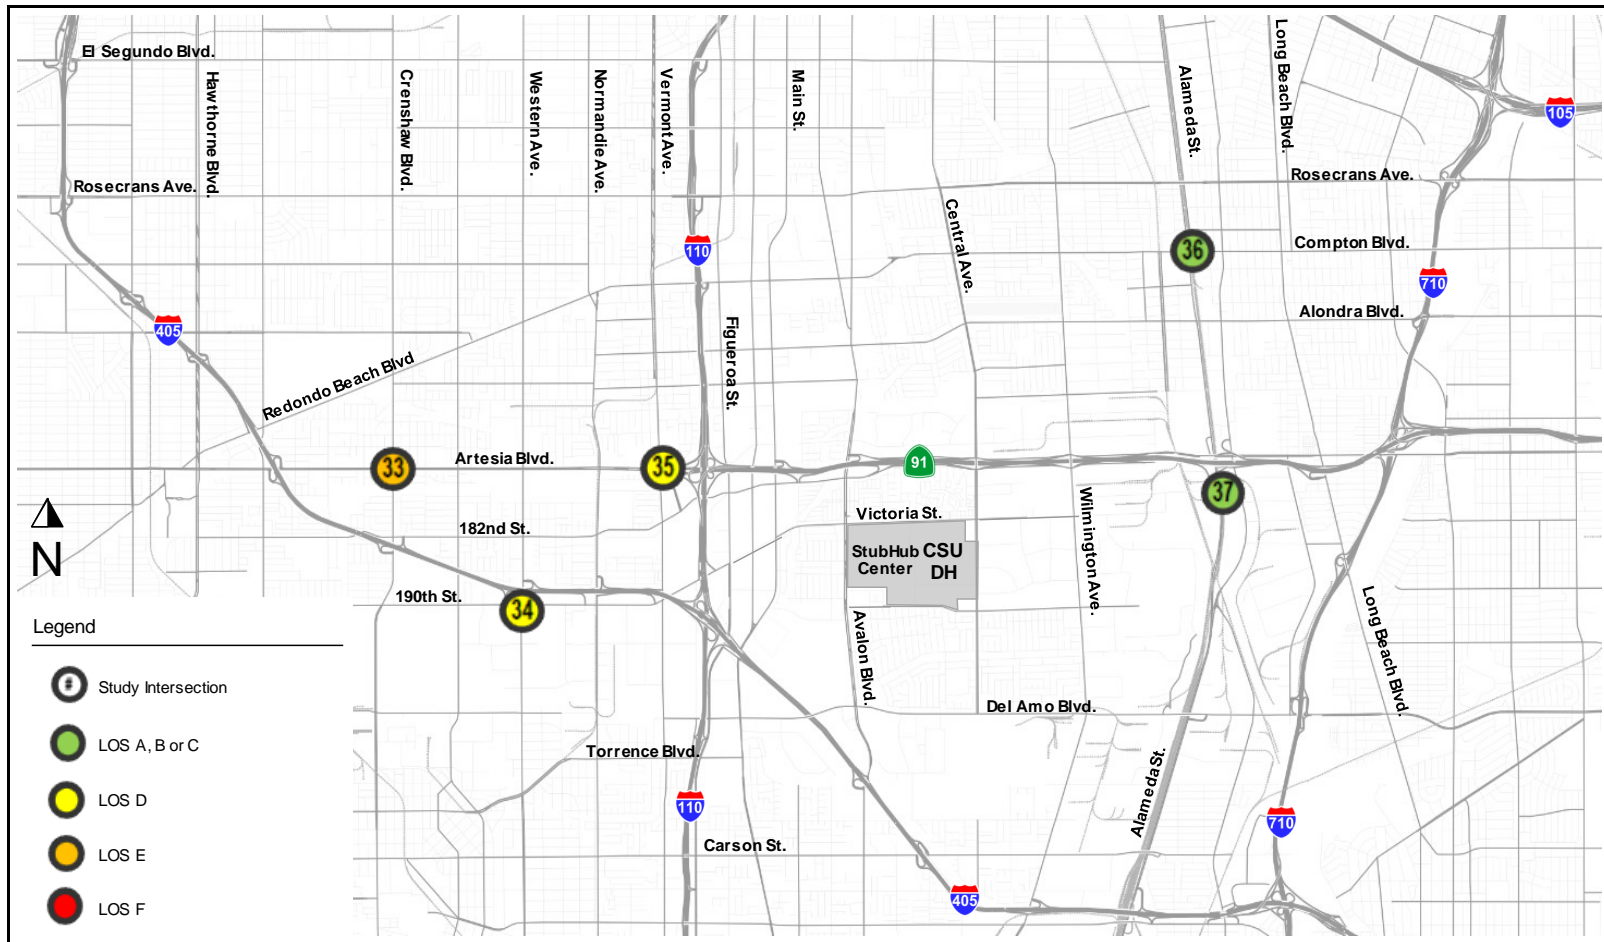 El Segundo Blvd.
Hawthorne Blvd.
Crenshaw Blvd.
Western Ave.
Normandie Ave.
Vermont Ave.
Main St.
Alameda St.
Long Beach Blvd.
105
Rosecrans Ave.
Rosecrans Ave.
Central Ave.
110
36
Compton Blvd.
710
405
Alondra Blvd.
Figueroa St.
Redondo Beach Blvd
33
Artesia Blvd.
35
91
37
Wilmington Ave.
Victoria St.
182nd St.
StubHub
Center
CSU
DH
N
190th St.
34
Avalon Blvd.
Long Beach Blvd.
Del Amo Blvd.
Torrence Blvd.
Alameda St.
110
710
Carson St.
405
Legend
#
Study Intersection
LOS A, B or C
LOS D
LOS E
LOS F